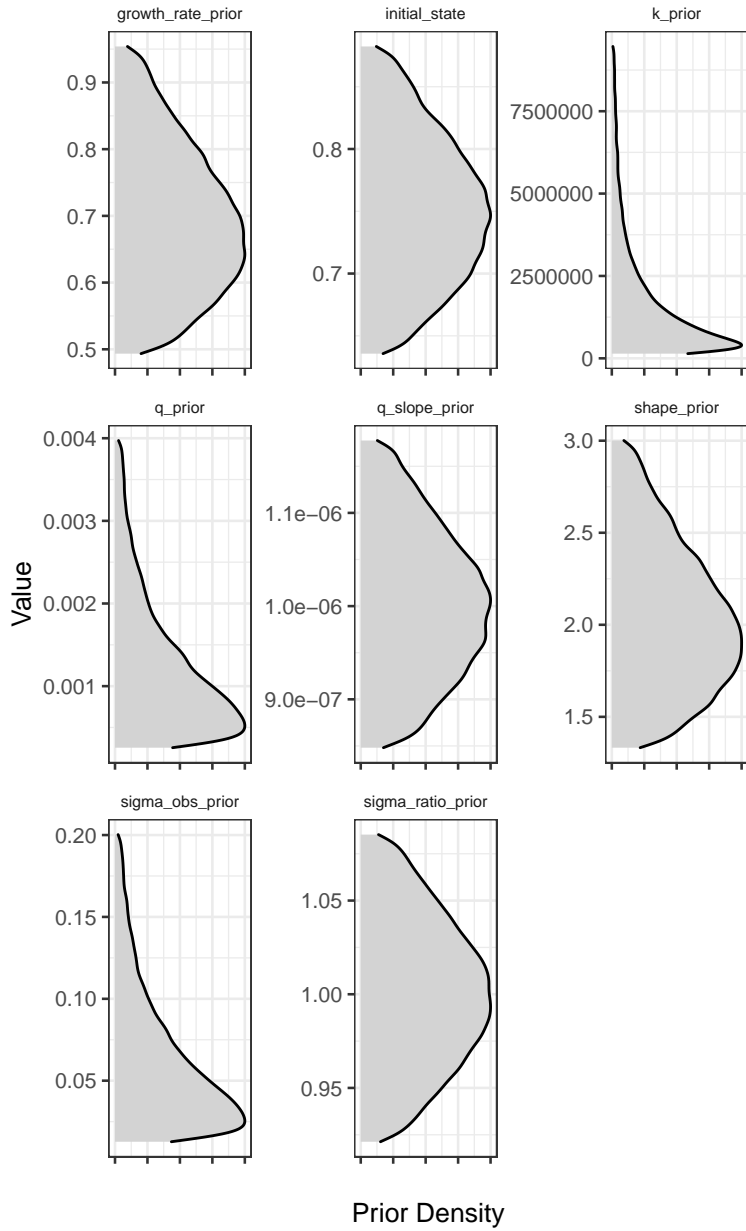 growth_rate_prior
initial_state
k_prior
0.9
0.8
0.7
0.6
0.5
0.8
0.7
7500000
5000000
2500000
0
q_prior
q_slope_prior
shape_prior
0.004
0.003
0.002
0.001
1.1e−06
1.0e−06
9.0e−07
3.0
2.5
2.0
1.5
sigma_obs_prior
sigma_ratio_prior
0.20
0.15
0.10
0.05
1.05
1.00
0.95
Value
Prior Density